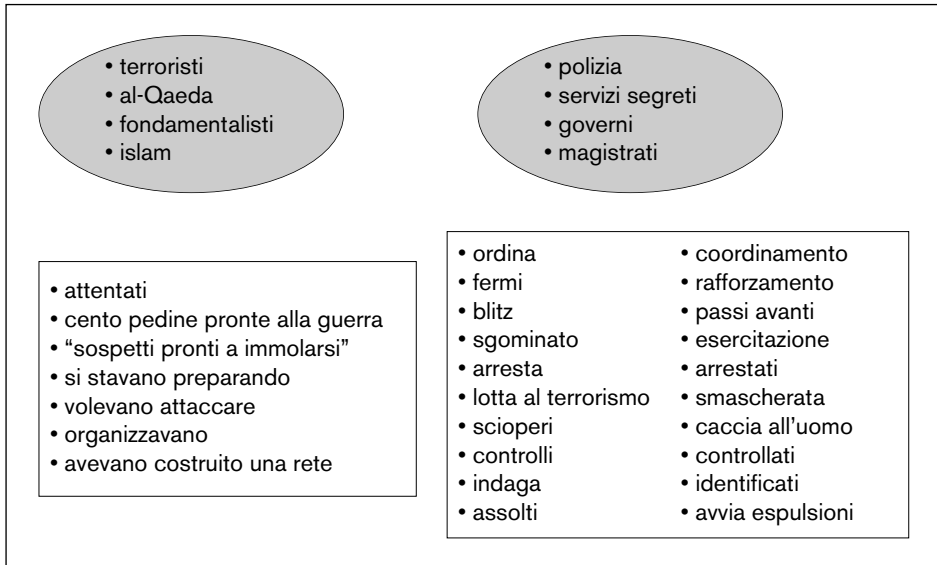 • terroristi
• al-Qaeda
• fondamentalisti
• islam
• polizia
• servizi segreti
• governi
• magistrati
• attentati
• cento pedine pronte alla guerra
• “sospetti pronti a immolarsi”
• si stavano preparando
• volevano attaccare
• organizzavano
• avevano costruito una rete
• ordina
• fermi
• blitz
• sgominato
• arresta
• lotta al terrorismo
• scioperi
• controlli
• indaga
• assolti
• coordinamento
• rafforzamento
• passi avanti
• esercitazione
• arrestati
• smascherata
• caccia all’uomo
• controllati
• identificati
• avvia espulsioni